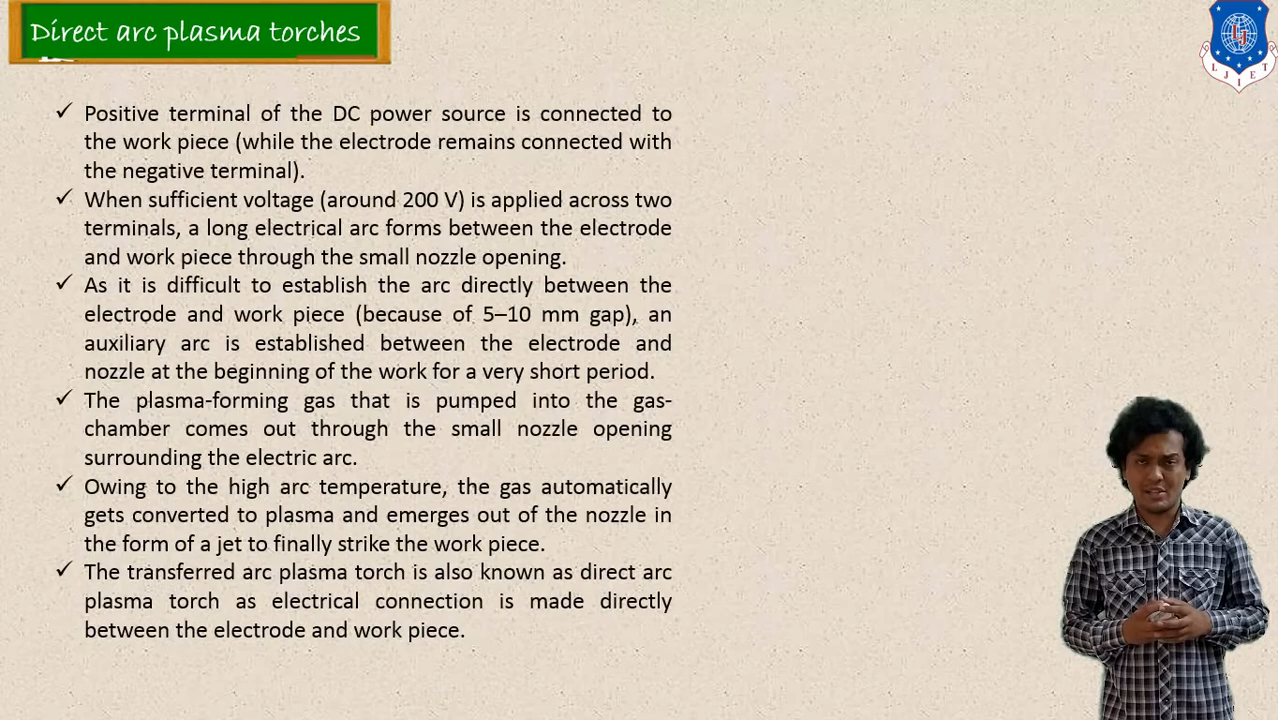 Direct arc plasma torches
LJ
LJIET
✓ Positive terminal of the DC power source is connected to
the work piece (while the electrode remains connected with
the negative terminal).
✓ When sufficient voltage (around 200 V) is applied across two
terminals, a long electrical arc forms between the electrode
and work piece through the small nozzle opening.
✓ As it is difficult to establish the arc directly between the
electrode and work piece (because of 5–10 mm gap), an
auxiliary arc is established between the electrode and
nozzle at the beginning of the work for a very short period.
✓ The plasma-forming gas that is pumped into the gas-
chamber comes out through the small nozzle opening
surrounding the electric arc.
✓ Owing to the high arc temperature, the gas automatically
gets converted to plasma and emerges out of the nozzle in
the form of a jet to finally strike the work piece.
✓ The transferred arc plasma torch is also known as direct arc
plasma torch as electrical connection is made directly
between the electrode and work piece.